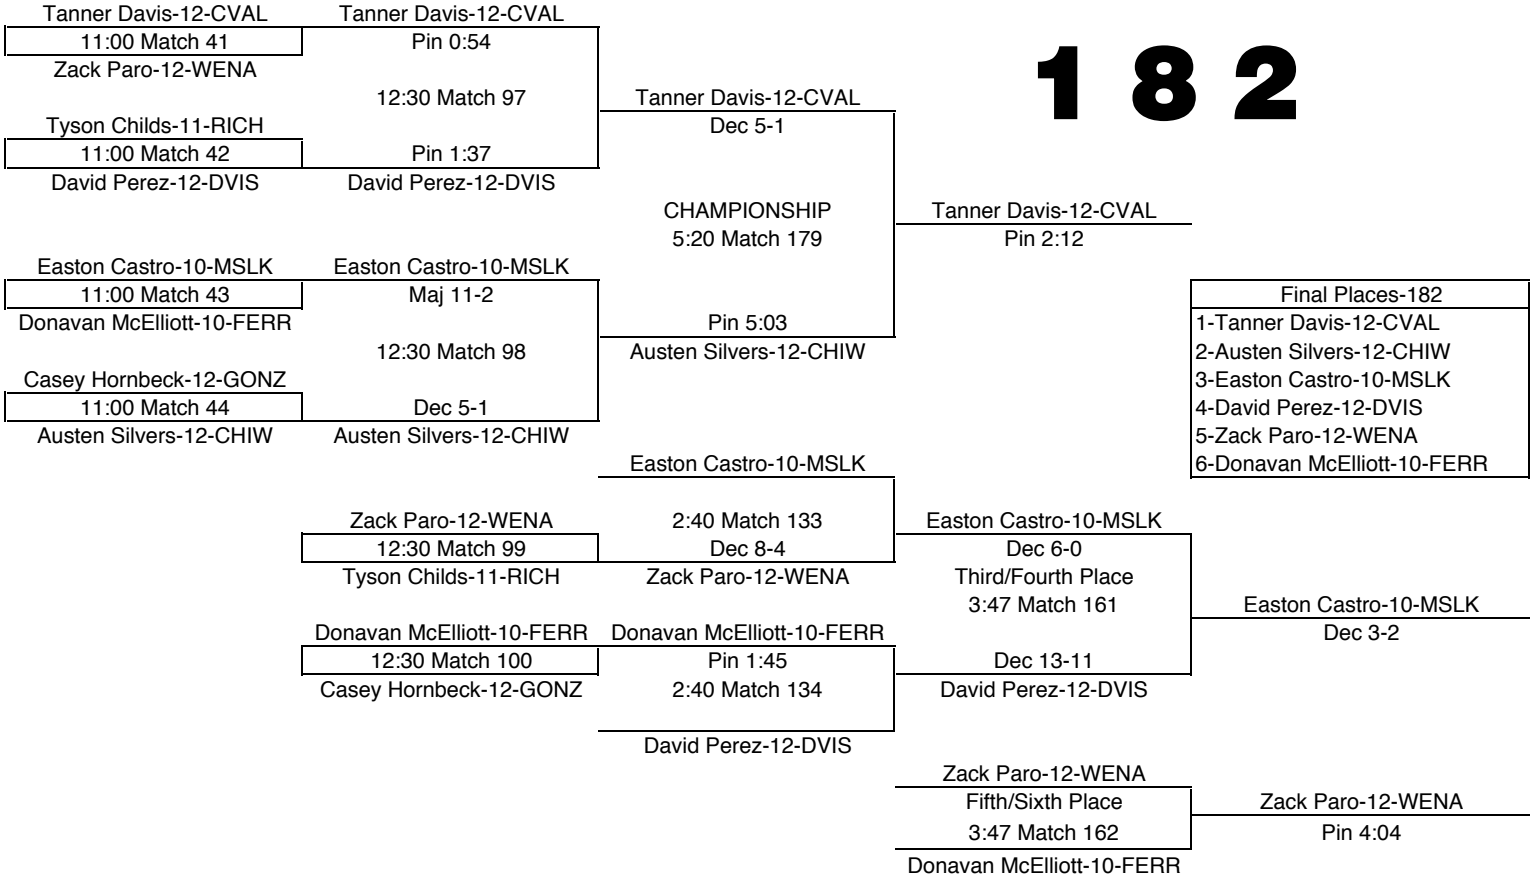 Tanner Davis-12-CVAL
Tanner Davis-12-CVAL
11:00 Match 41
Pin 0:54
Zack Paro-12-WENA
1 8 2
12:30 Match 97
Tanner Davis-12-CVAL
Tyson Childs-11-RICH
Dec 5-1
11:00 Match 42
Pin 1:37
David Perez-12-DVIS
David Perez-12-DVIS
CHAMPIONSHIP
Tanner Davis-12-CVAL
5:20 Match 179
Pin 2:12
Easton Castro-10-MSLK
Easton Castro-10-MSLK
11:00 Match 43
Maj 11-2
Final Places-182
Donavan McElliott-10-FERR
Pin 5:03
1-Tanner Davis-12-CVAL
12:30 Match 98
Austen Silvers-12-CHIW
2-Austen Silvers-12-CHIW
Casey Hornbeck-12-GONZ
3-Easton Castro-10-MSLK
11:00 Match 44
Dec 5-1
4-David Perez-12-DVIS
Austen Silvers-12-CHIW
Austen Silvers-12-CHIW
5-Zack Paro-12-WENA
Easton Castro-10-MSLK
6-Donavan McElliott-10-FERR
Zack Paro-12-WENA
2:40 Match 133
Easton Castro-10-MSLK
12:30 Match 99
Dec 8-4
Dec 6-0
Tyson Childs-11-RICH
Zack Paro-12-WENA
Third/Fourth Place
3:47 Match 161
Easton Castro-10-MSLK
Donavan McElliott-10-FERR
Donavan McElliott-10-FERR
Dec 3-2
12:30 Match 100
Pin 1:45
Dec 13-11
Casey Hornbeck-12-GONZ
2:40 Match 134
David Perez-12-DVIS
David Perez-12-DVIS
Zack Paro-12-WENA
Fifth/Sixth Place
Zack Paro-12-WENA
3:47 Match 162
Pin 4:04
Donavan McElliott-10-FERR